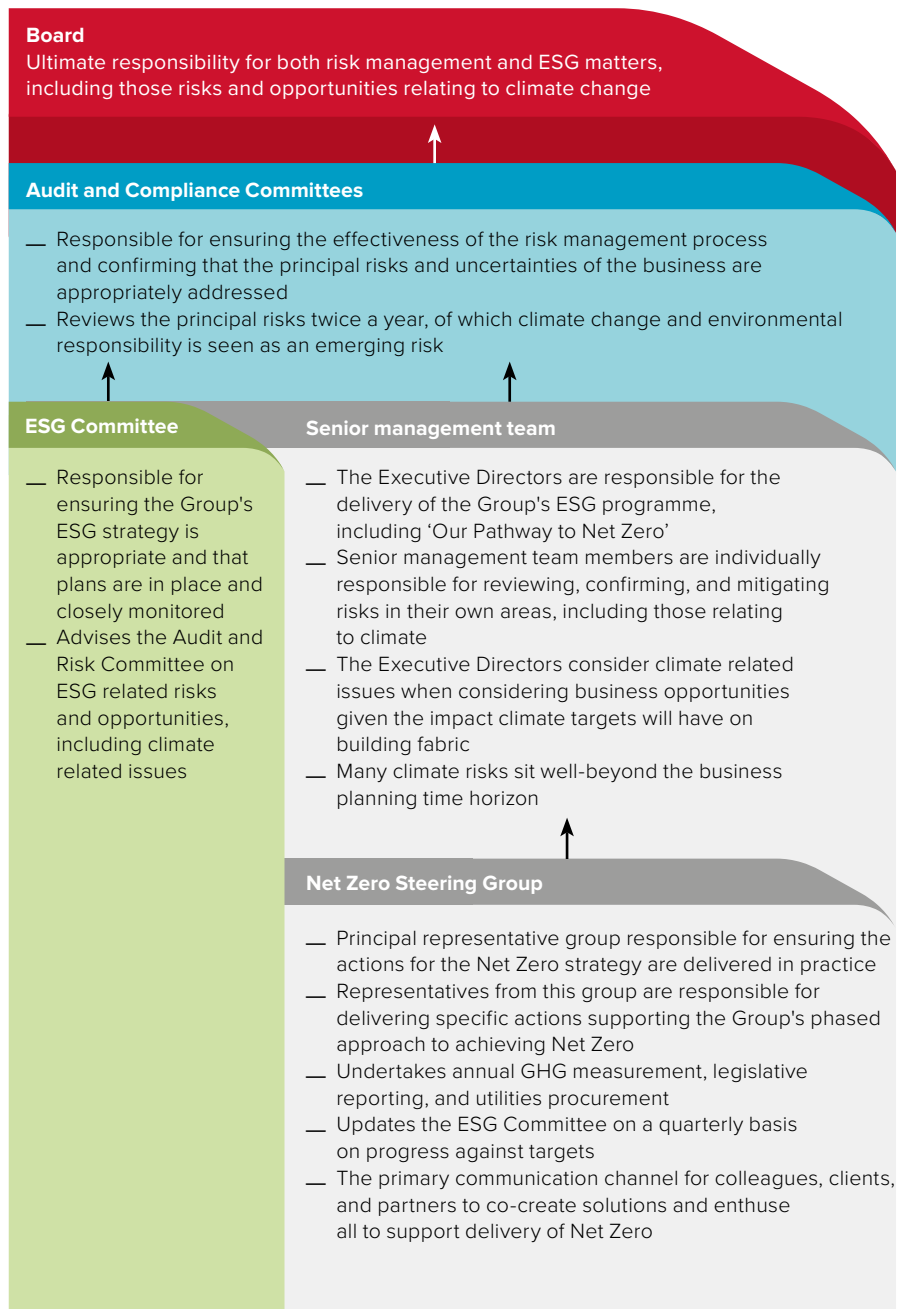 Board
Ultimate responsibility for both risk management and ESG matters,
including those risks and opportunities relating to climate change
Audit and Compliance Committees
— Responsible for ensuring the effectiveness of the risk management process
and confirming that the principal risks and uncertainties of the business are
appropriately addressed
— Reviews the principal risks twice a year, of which climate change and environmental
responsibility is seen as an emerging risk
ESG Committee
— Responsible for
ensuring the Group's
ESG strategy is
appropriate and that
plans are in place and
closely monitored
— Advises the Audit and
Risk Committee on
ESG related risks
and opportunities,
including climate
related issues
Senior management team
— The Executive Directors are responsible for the
delivery of the Group's ESG programme,
including ‘Our Pathway to Net Zero’
— Senior management team members are individually
responsible for reviewing, confirming, and mitigating
risks in their own areas, including those relating
to climate
— The Executive Directors consider climate related
issues when considering business opportunities
given the impact climate targets will have on
building fabric
— Many climate risks sit well-beyond the business
planning time horizon
Net Zero Steering Group
— Principal representative group responsible for ensuring the
actions for the Net Zero strategy are delivered in practice
— Representatives from this group are responsible for
delivering specific actions supporting the Group's phased
approach to achieving Net Zero
— Undertakes annual GHG measurement, legislative
reporting, and utilities procurement
— Updates the ESG Committee on a quarterly basis
on progress against targets
— The primary communication channel for colleagues, clients,
and partners to co-create solutions and enthuse
all to support delivery of Net Zero